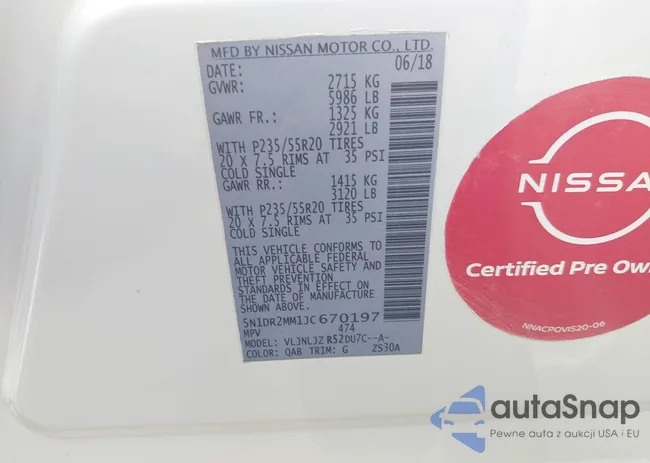 MFD BY NISSAN MOTOR CO., LTD.
DATE: 06/18
GVWR: 2715 KG
5986 LB
GAWR FR.: 1325 KG
2921 LB
WITH P235/55R20 TIRES
20 X 7.5 RIMS AT 35 PSI
COLD SINGLE
GAWR RR.: 1415 KG
3120 LB
WITH P235/55R20 TIRES
20 X 7.5 RIMS AT 35 PSI
COLD SINGLE
THIS VEHICLE CONFORMS TO
ALL APPLICABLE FEDERAL
MOTOR VEHICLE SAFETY AND
THEFT PREVENTION
STANDARDS IN EFFECT ON
THE DATE OF MANUFACTURE
SHOWN ABOVE.
5N1DR2MM1JC670197
MPV 474
MODEL: VLJNLJZ R52DU7C--A-
COLOR: QAB TRIM: G ZS30A
NISSA
Certified Pre Own
NNACPOVIS20-06
autaSnap
Pewne auta z aukcji USA i EU